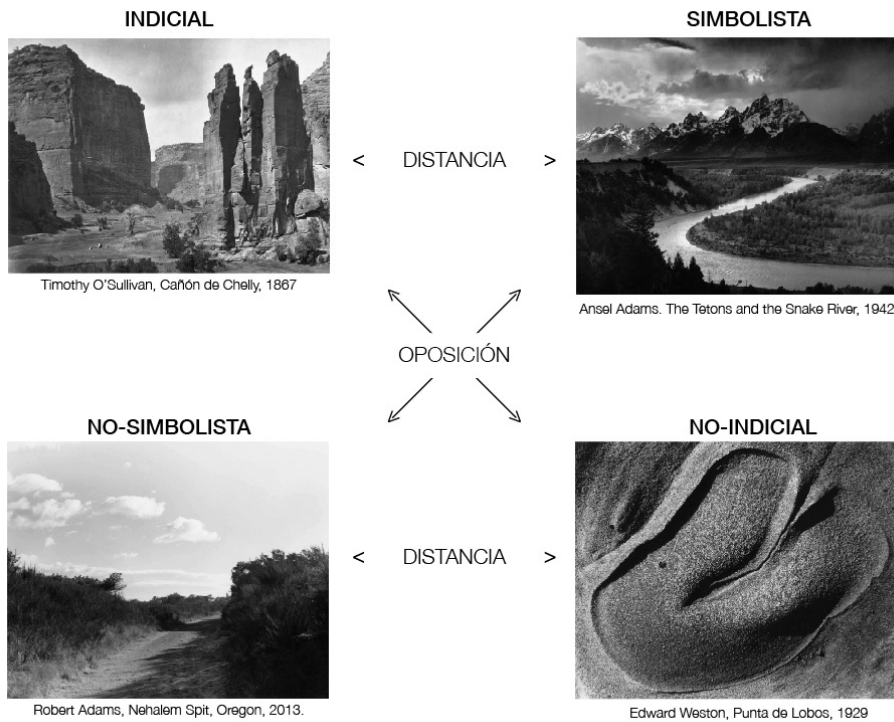 INDICIAL
SIMBOLISTA
< DISTANCIA >
Timothy O'Sullivan, Cañón de Chelly, 1867
Ansel Adams. The Tetons and the Snake River, 1942
OPOSICIÓN
NO-SIMBOLISTA
NO-INDICIAL
< DISTANCIA >
Robert Adams, Nehalem Spit, Oregon, 2013.
Edward Weston, Punta de Lobos, 1929